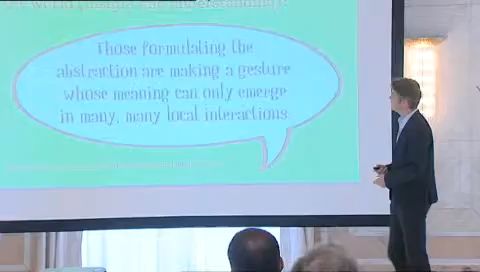 Those formulating the
abstraction are making a gesture
whose meaning can only emerge
in many, many local interactions